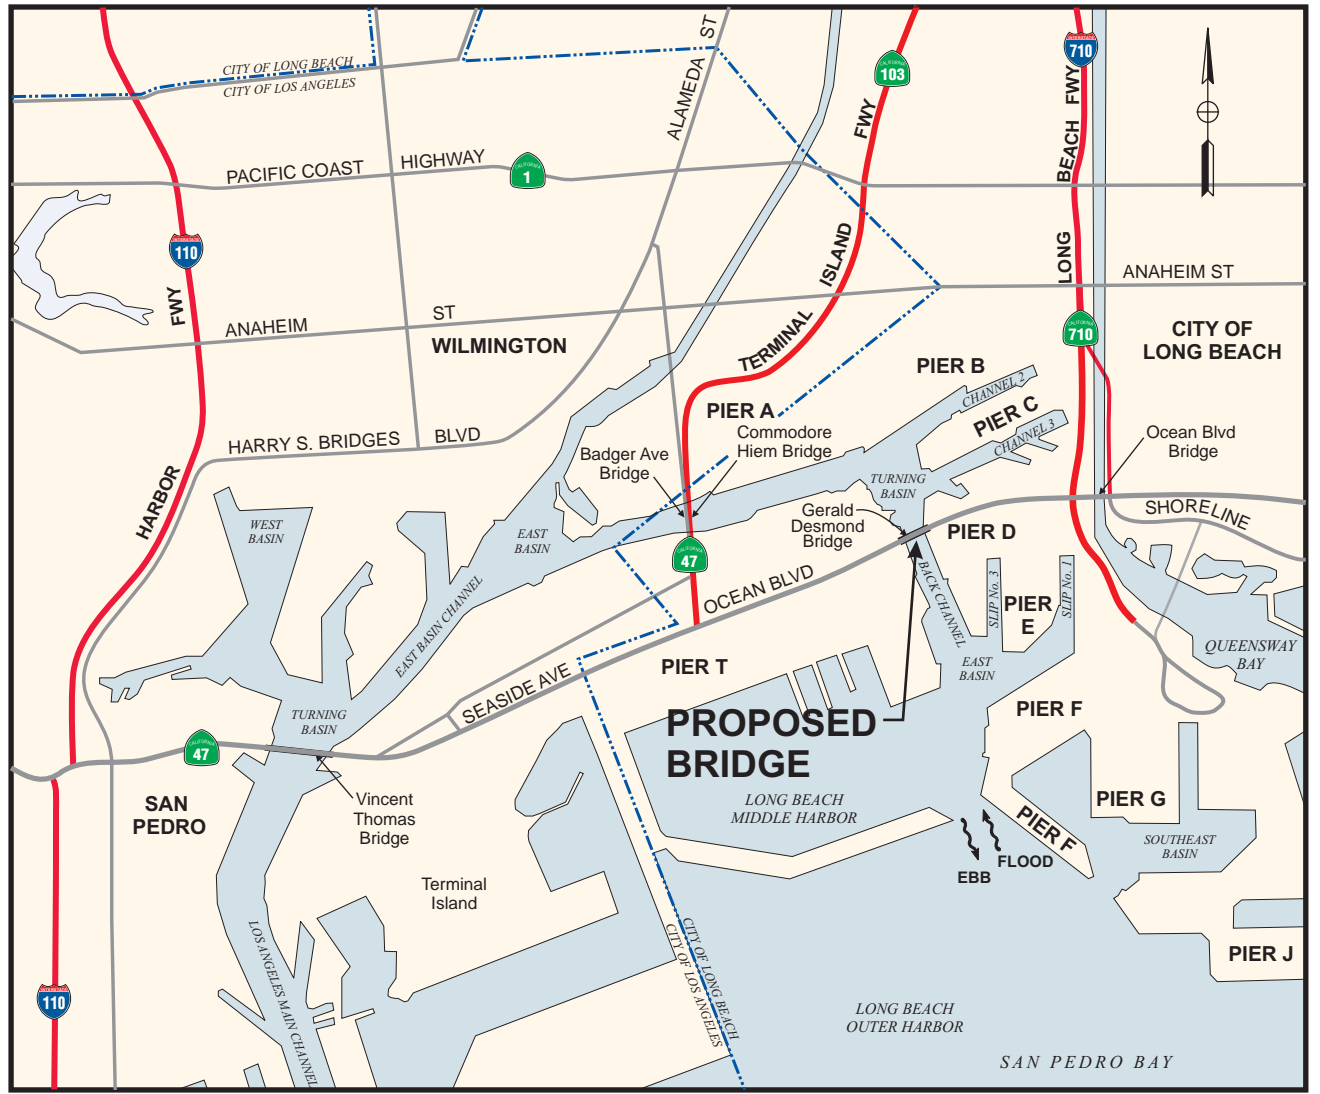 CITY OF LONG BEACH
CITY OF LOS ANGELES
ALAMEDA ST
CALIFORNIA
103
FWY
710
LONG BEACH FWY
PACIFIC COAST HIGHWAY
CALIFORNIA
1
110
HARBOR FWY
TERMINAL ISLAND
ANAHEIM ST
ANAHEIM ST
CALIFORNIA
710
WILMINGTON
CITY OF
LONG BEACH
PIER B
CHANNEL 2
PIER C
CHANNEL 3
PIER A
Commodore
Hiem Bridge
HARRY S. BRIDGES BLVD
Badger Ave
Bridge
Ocean Blvd
Bridge
TURNING
BASIN
Gerald
Desmond
Bridge
PIER D
SHORELINE
WEST
BASIN
EAST
BASIN
CALIFORNIA
47
OCEAN BLVD
BACK CHANNEL
SLIP No. 3
SLIP No. 1
PIER
E
EAST BASIN CHANNEL
QUEENSWAY
BAY
PIER T
EAST
BASIN
SEASIDE AVE
TURNING
BASIN
PIER F
PROPOSED
BRIDGE
CALIFORNIA
47
SAN
PEDRO
Vincent
Thomas
Bridge
LONG BEACH
MIDDLE HARBOR
PIER G
PIER F
SOUTHEAST
BASIN
EBB
FLOOD
Terminal
Island
CITY OF LONG BEACH
CITY OF LOS ANGELES
LOS ANGELES MAIN CHANNEL
PIER J
110
LONG BEACH
OUTER HARBOR
SAN PEDRO BAY